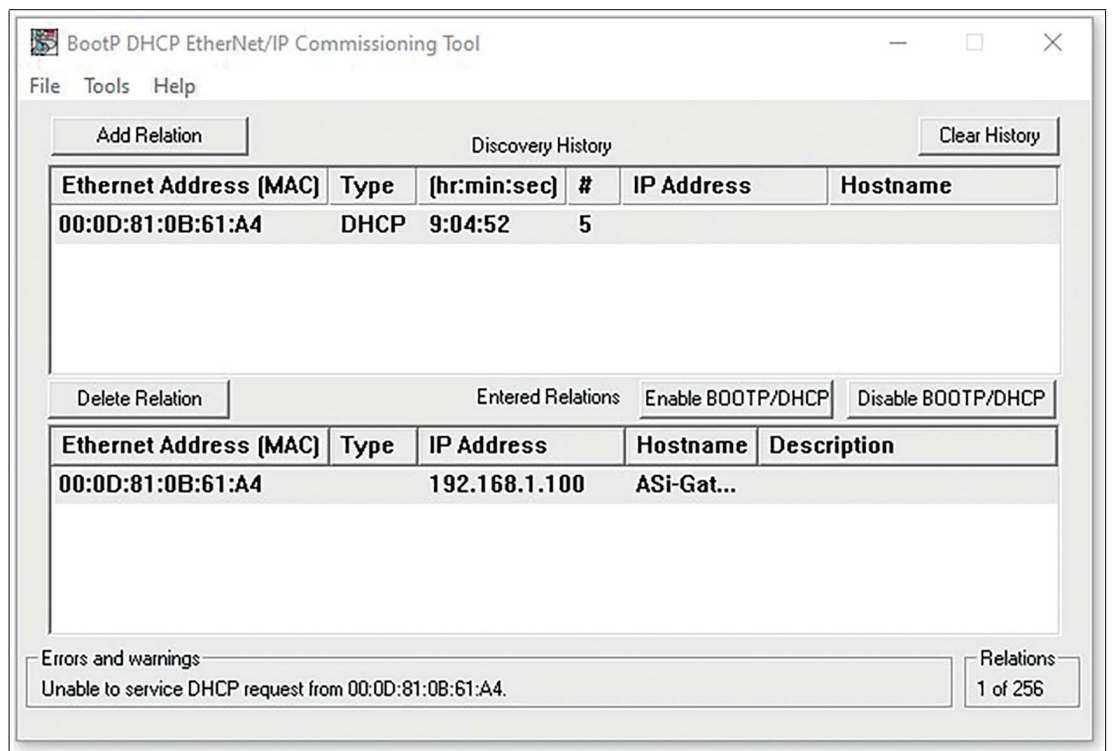 BootP DHCP EtherNet/IP Commissioning Tool
File Tools Help
Add Relation Discovery History Clear History
Ethernet Address (MAC) Type (hr:min:sec) # IP Address Hostname
00:0D:81:0B:61:A4 DHCP 9:04:52 5
Delete Relation Entered Relations Enable BOOTP/DHCP Disable BOOTP/DHCP
Ethernet Address (MAC) Type IP Address Hostname Description
00:0D:81:0B:61:A4 192.168.1.100 ASi-Gat...
Errors and warnings Relations
Unable to service DHCP request from 00:0D:81:0B:61:A4. 1 of 256